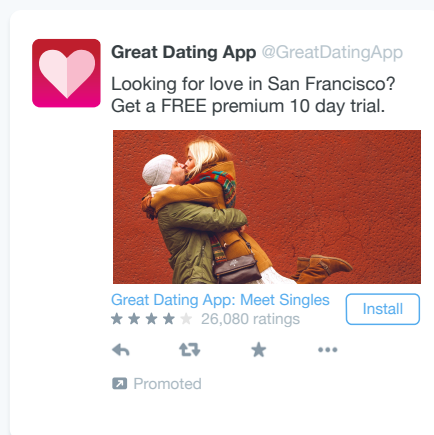 Great Dating App @GreatDatingApp
Looking for love in San Francisco?
Get a FREE premium 10 day trial.
Great Dating App: Meet Singles
Install
26,080 ratings
Promoted